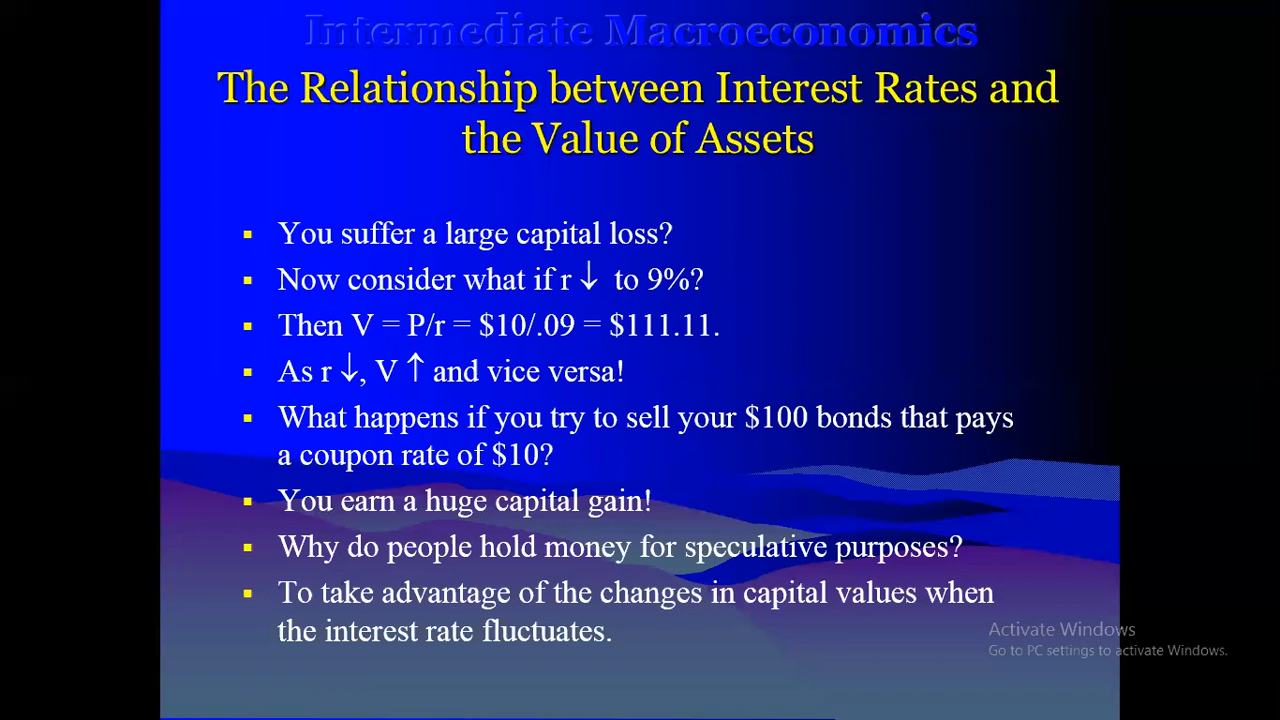 Intermediate Macroeconomics
The Relationship between Interest Rates and
the Value of Assets
▪ You suffer a large capital loss?
▪ Now consider what if r ↓ to 9%?
▪ Then V = P/r = $10/.09 = $111.11.
▪ As r ↓, V ↑ and vice versa!
▪ What happens if you try to sell your $100 bonds that pays
a coupon rate of $10?
▪ You earn a huge capital gain!
▪ Why do people hold money for speculative purposes?
▪ To take advantage of the changes in capital values when
the interest rate fluctuates.
Activate Windows
Go to PC settings to activate Windows.